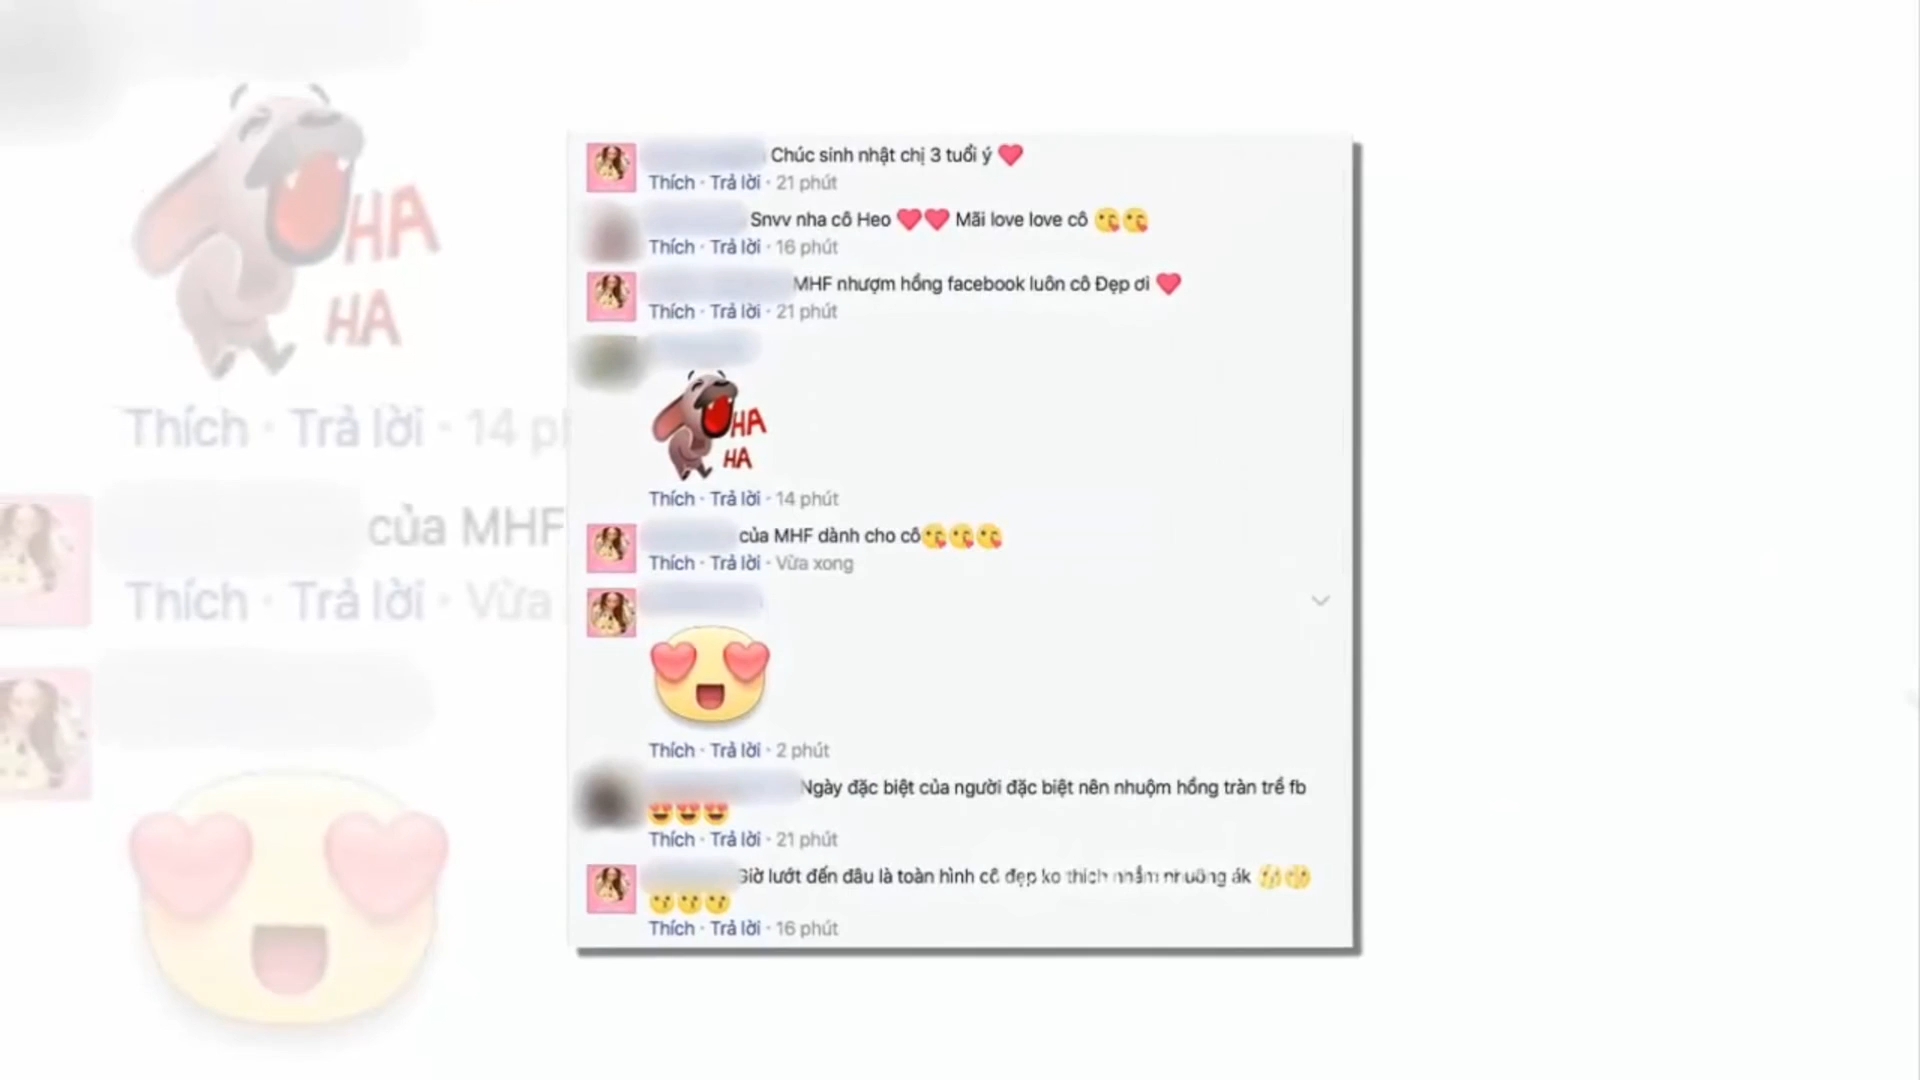 Chúc sinh nhật chị 3 tuổi ý
Thích · Trả lời · 21 phút
Snvv nha cô Heo Mãi love love cô
Thích · Trả lời · 16 phút
MHF nhượm hồng facebook luôn cô Đẹp ơi
Thích · Trả lời · 21 phút
HA
HA
Thích · Trả lời · 14 phút
của MHF dành cho cô
Thích · Trả lời · Vừa xong
Thích · Trả lời · 2 phút
Ngày đặc biệt của người đặc biệt nên nhuộm hồng tràn trề fb
Thích · Trả lời · 21 phút
Giờ lướt đến đâu là toàn hình cô đẹp ko thích nhầm nhuông ák
Thích · Trả lời · 16 phút
HA
HA
Thích · Trả lời · 14
của MHF
Thích · Trả lời · Vừa